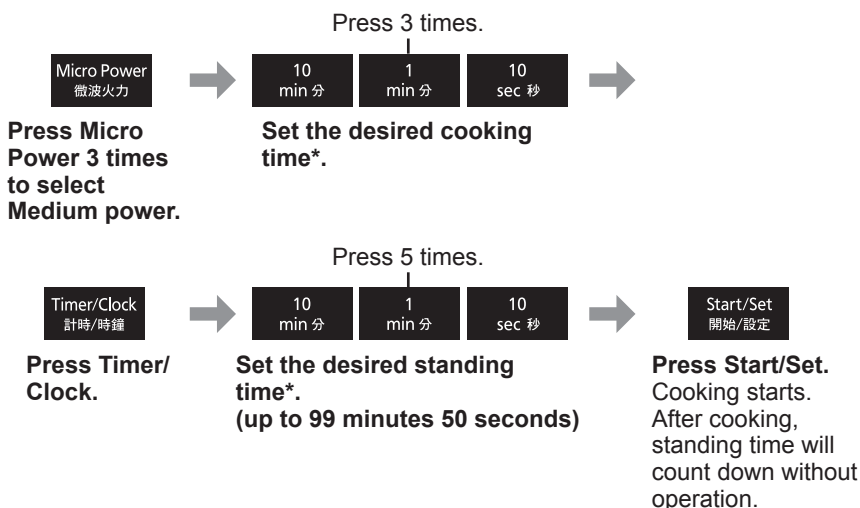 Press 3 times.
Micro Power
微波火力
10
min 分
1
min 分
10
sec 秒
Press Micro
Power 3 times
to select
Medium power.
Set the desired cooking
time*.
Press 5 times.
Timer/Clock
計時/時鐘
10
min 分
1
min 分
10
sec 秒
Start/Set
開始/設定
Press Timer/
Clock.
Set the desired standing
time*.
(up to 99 minutes 50 seconds)
Press Start/Set.
Cooking starts.
After cooking,
standing time will
count down without
operation.